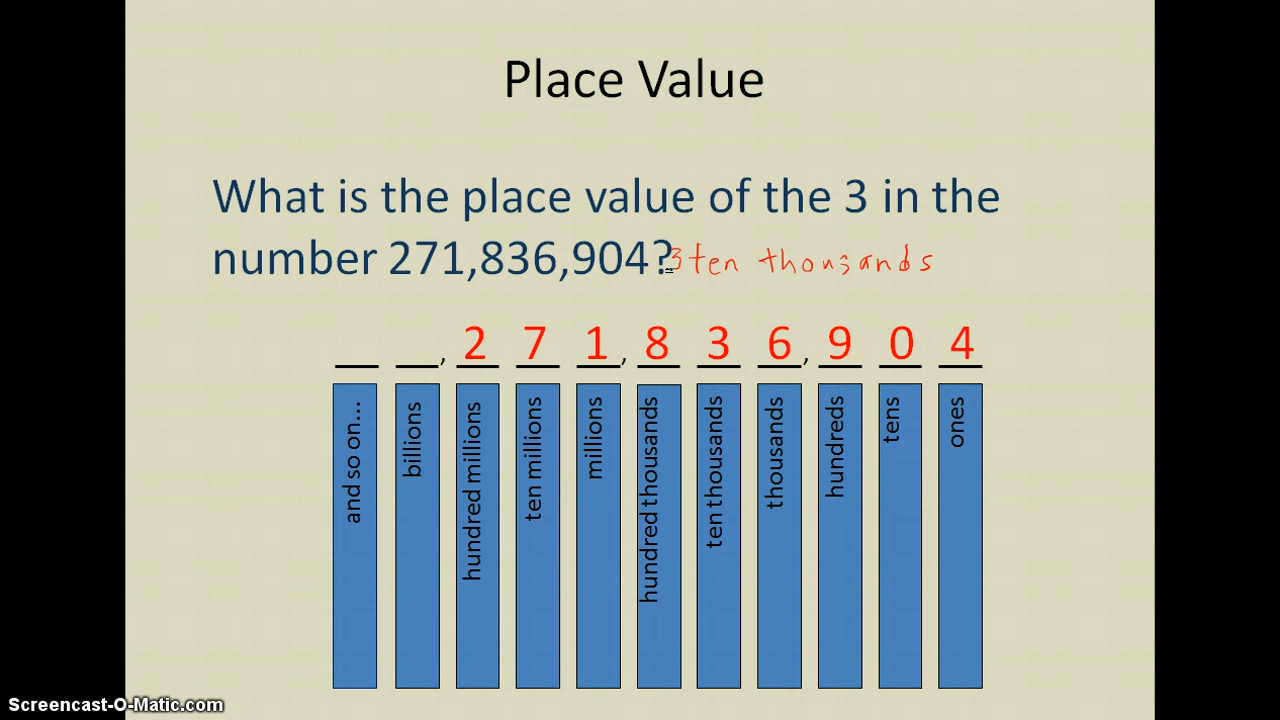 Place Value
What is the place value of the 3 in the
number 271,836,904? 3 ten thousands
, 2 7 1 , 8 3 6 , 9 0 4
and so on...
billions
hundred millions
ten millions
millions
hundred thousands
ten thousands
thousands
hundreds
tens
ones
Screencast-O-Matic.com